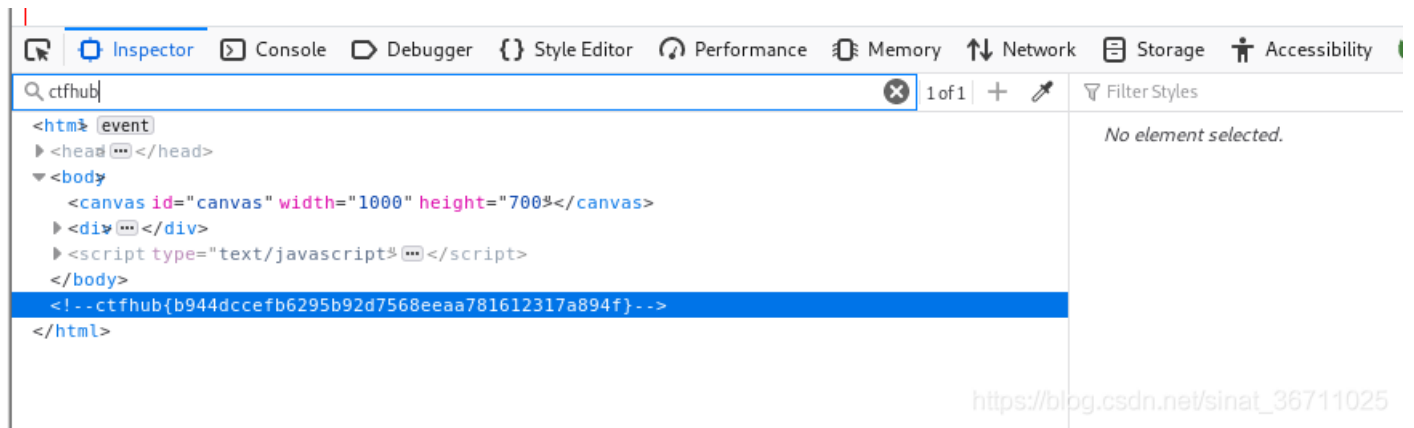 Inspector Console Debugger {} Style Editor Performance Memory Network Storage Accessibility
ctfhub 1 of 1 + Filter Styles
<html> event
<head> ... </head>
<body>
<canvas id="canvas" width="1000" height="700"></canvas>
<div> ... </div>
<script type="text/javascript"> ... </script>
</body>
<!--ctfhub{b944dccefb6295b92d7568eeaa781612317a894f}-->
</html>
No element selected.
https://blog.csdn.net/sinat_36711025